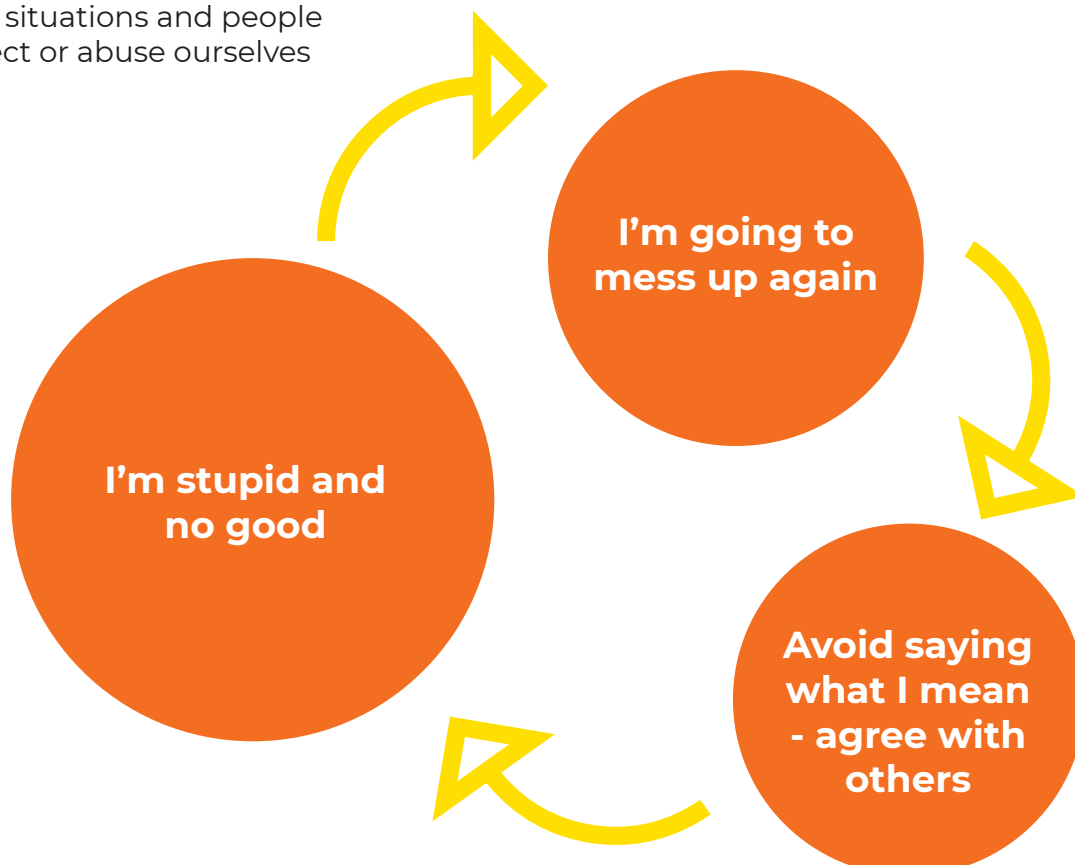 situations and people
ect or abuse ourselves
I’m going to
mess up again
I’m stupid and
no good
Avoid saying
what I mean
- agree with
others